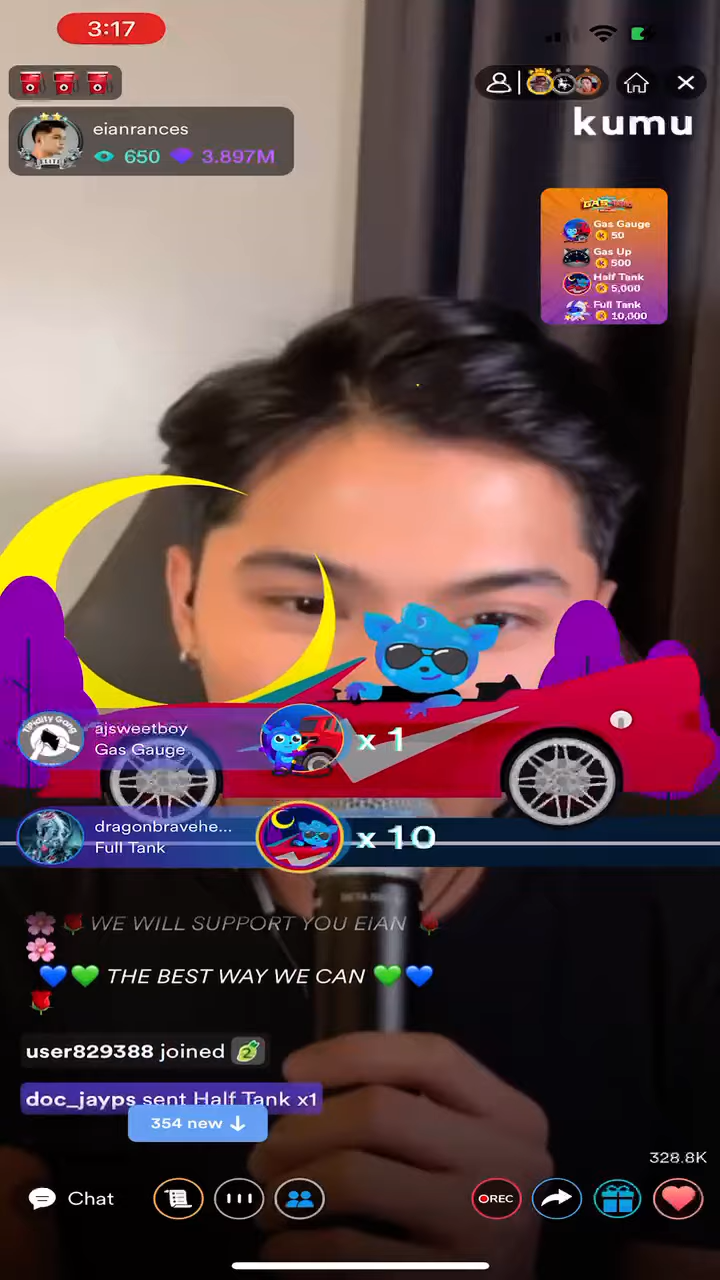 3:17
kumu
eianrances
650
3.897M
ELITE
Gas Gauge
50
Gas Up
500
Half Tank
5,000
Full Tank
10,000
ajsweetboy
Gas Gauge
x 1
dragonbravehe...
Full Tank
x 10
WE WILL SUPPORT YOU EIAN
THE BEST WAY WE CAN
user829388 joined
2
doc_jayps sent Half Tank x1
354 new
328.8K
Chat
REC